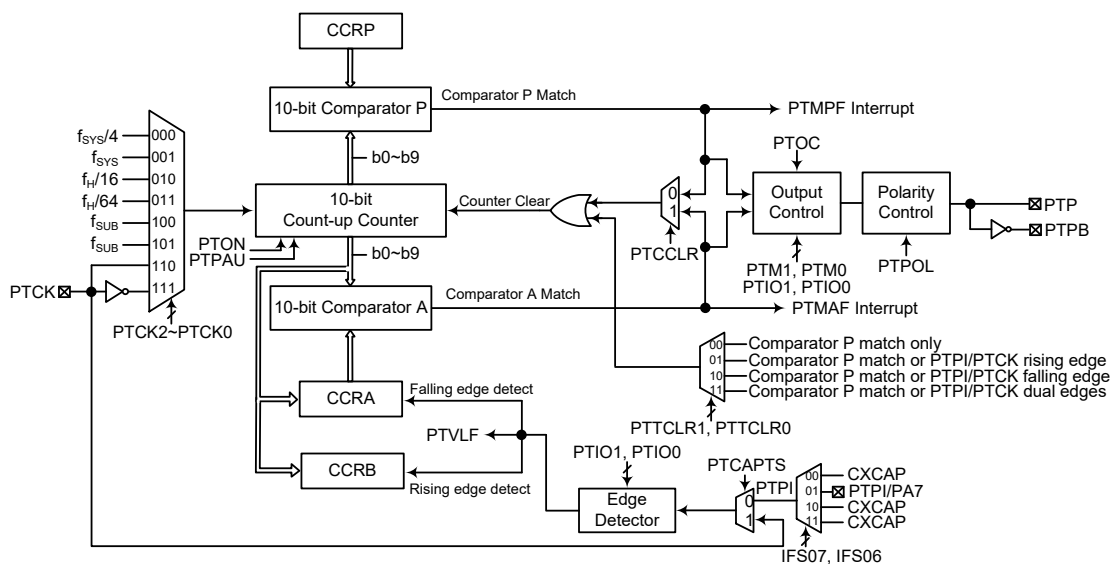 CCRP
10-bit Comparator P
Comparator P Match
PTMPF Interrupt
fSYS/4
000
fSYS
001
fH/16
010
fH/64
011
fSUB
100
fSUB
101
110
111
PTCK
PTCK2~PTCK0
b0~b9
10-bit
Count-up Counter
PTON
PTPAU
b0~b9
Counter Clear
0
1
PTCCLR
PTOC
Output
Control
PTM1, PTM0
PTIO1, PTIO0
Polarity
Control
PTPOL
PTP
PTPB
10-bit Comparator A
Comparator A Match
PTMAF Interrupt
00
Comparator P match only
01
Comparator P match or PTPI/PTCK rising edge
10
Comparator P match or PTPI/PTCK falling edge
11
Comparator P match or PTPI/PTCK dual edges
PTTCLR1, PTTCLR0
CCRA
Falling edge detect
PTVLF
CCRB
Rising edge detect
PTIO1, PTIO0
Edge
Detector
PTCAPTS
0
1
PTPI
00
CXCAP
01
PTPI/PA7
10
CXCAP
11
CXCAP
IFS07, IFS06